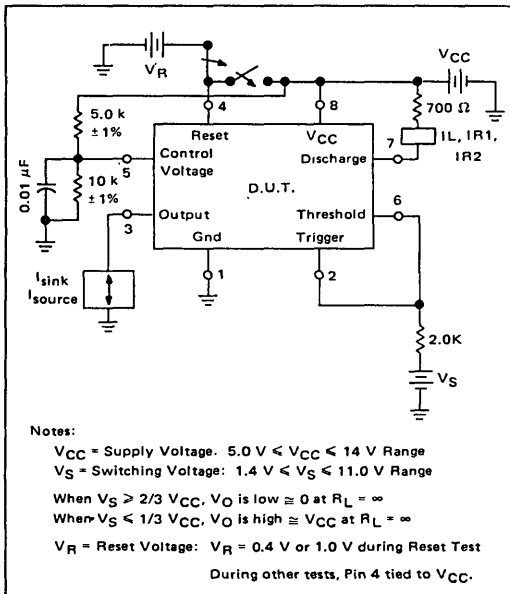 V_R
V_CC
4
8
5.0 k
± 1%
700 Ω
Reset
V_CC
7
IL, IR1,
IR2
5
Control
Voltage
Discharge
0.01 µF
10 k
± 1%
D.U.T.
6
3
Output
Threshold
Gnd
Trigger
I_sink
I_source
1
2
2.0K
V_S
Notes:
V_CC = Supply Voltage. 5.0 V ⩽ V_CC ⩽ 14 V Range
V_S = Switching Voltage: 1.4 V ⩽ V_S ⩽ 11.0 V Range
When V_S ⩾ 2/3 V_CC, V_O is low ≅ 0 at R_L = ∞
When V_S ⩽ 1/3 V_CC, V_O is high ≅ V_CC at R_L = ∞
V_R = Reset Voltage: V_R = 0.4 V or 1.0 V during Reset Test
During other tests, Pin 4 tied to V_CC.